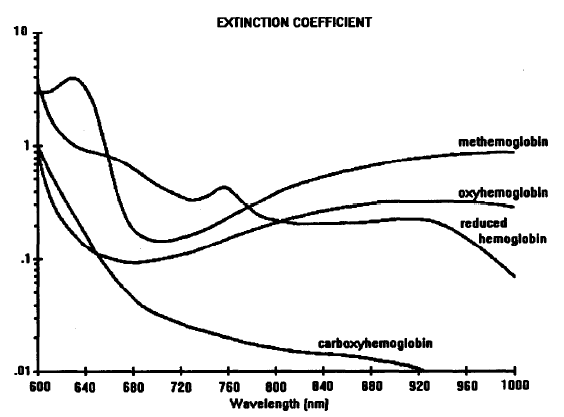 EXTINCTION COEFFICIENT
10
methemoglobin
1
oxyhemoglobin
reduced
hemoglobin
.1
carboxyhemoglobin
.01
600 640 680 720 760 800 840 880 920 960 1000
Wavelength (nm)